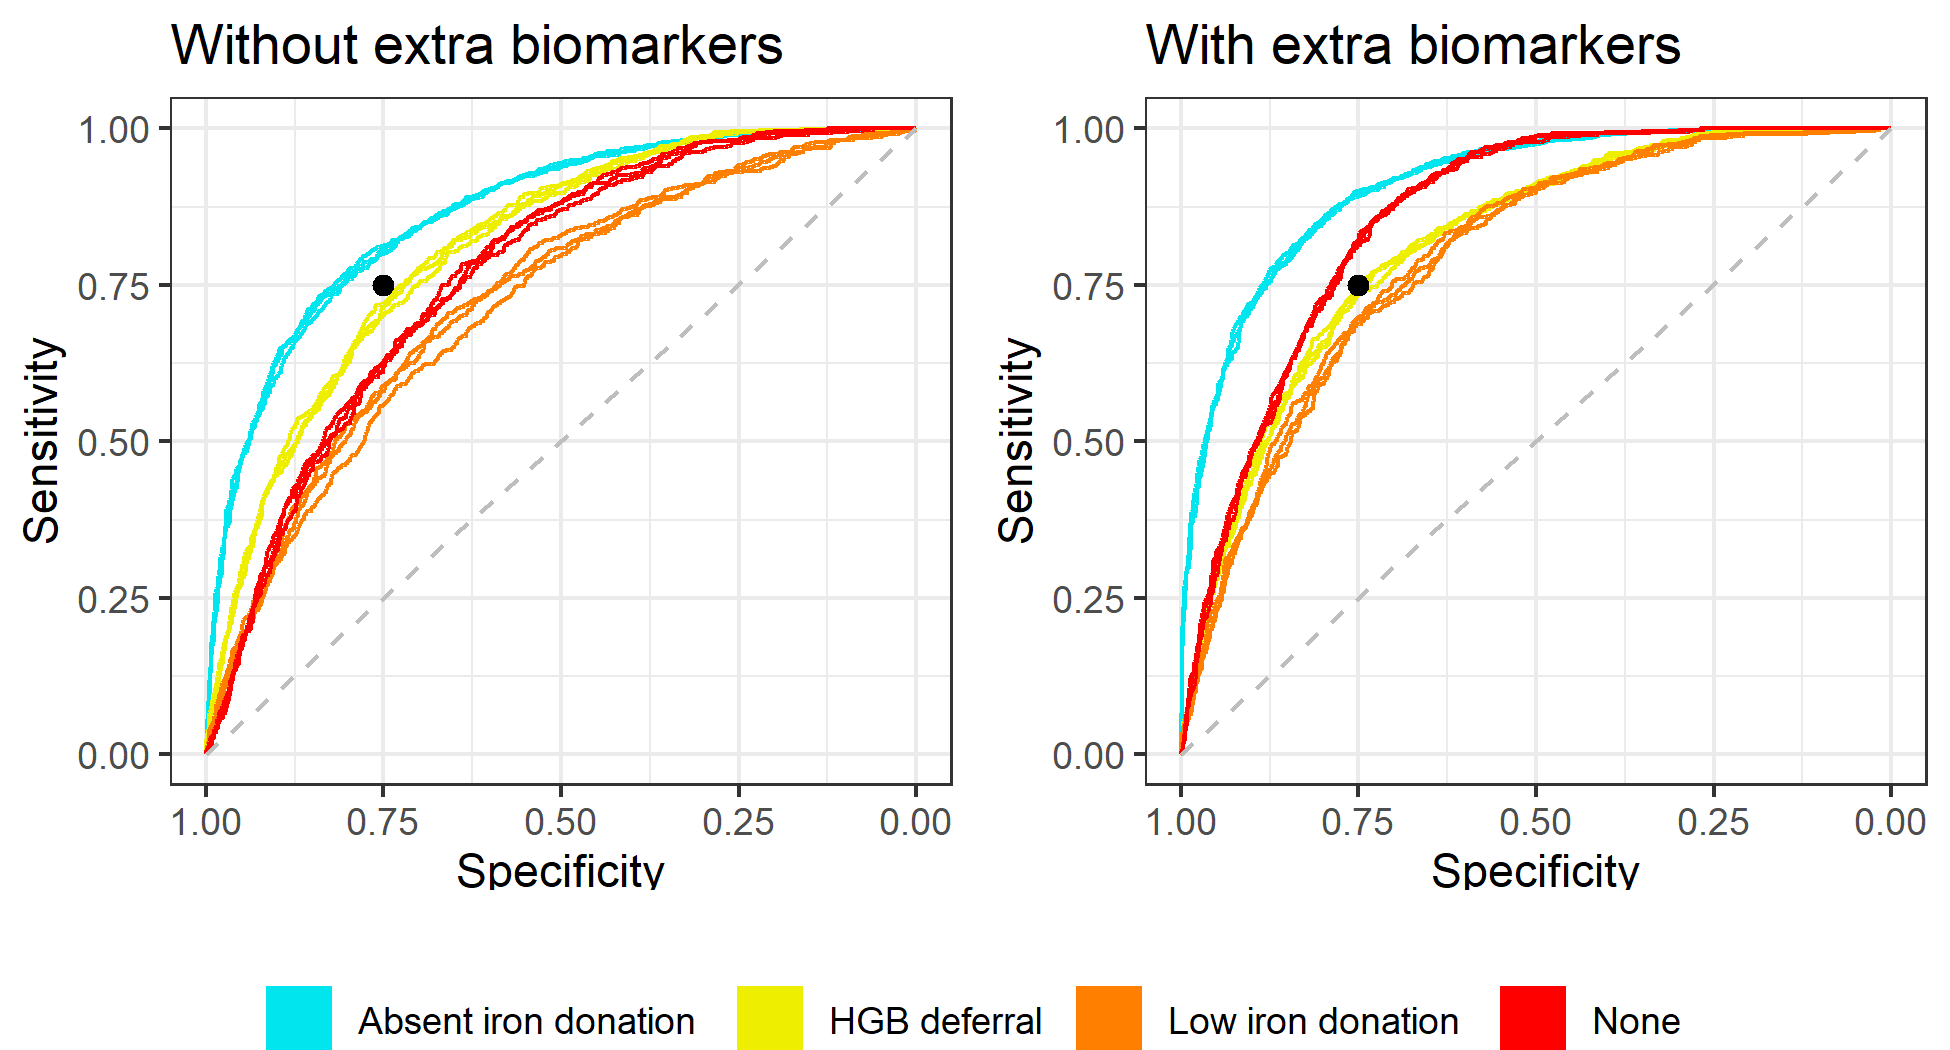 Without extra biomarkers
With extra biomarkers
Sensitivity
1.00
0.75
0.50
0.25
0.00
1.00 0.75 0.50 0.25 0.00
Specificity
Sensitivity
1.00
0.75
0.50
0.25
0.00
1.00 0.75 0.50 0.25 0.00
Specificity
Absent iron donation HGB deferral Low iron donation None